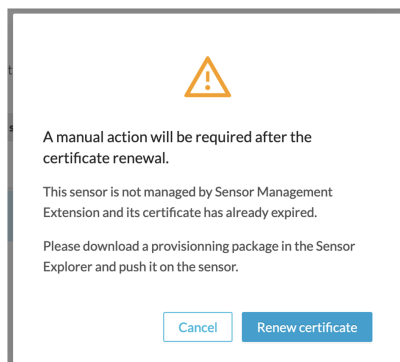 A manual action will be required after the
certificate renewal.
This sensor is not managed by Sensor Management
Extension and its certificate has already expired.
Please download a provisionning package in the Sensor
Explorer and push it on the sensor.
Cancel
Renew certificate